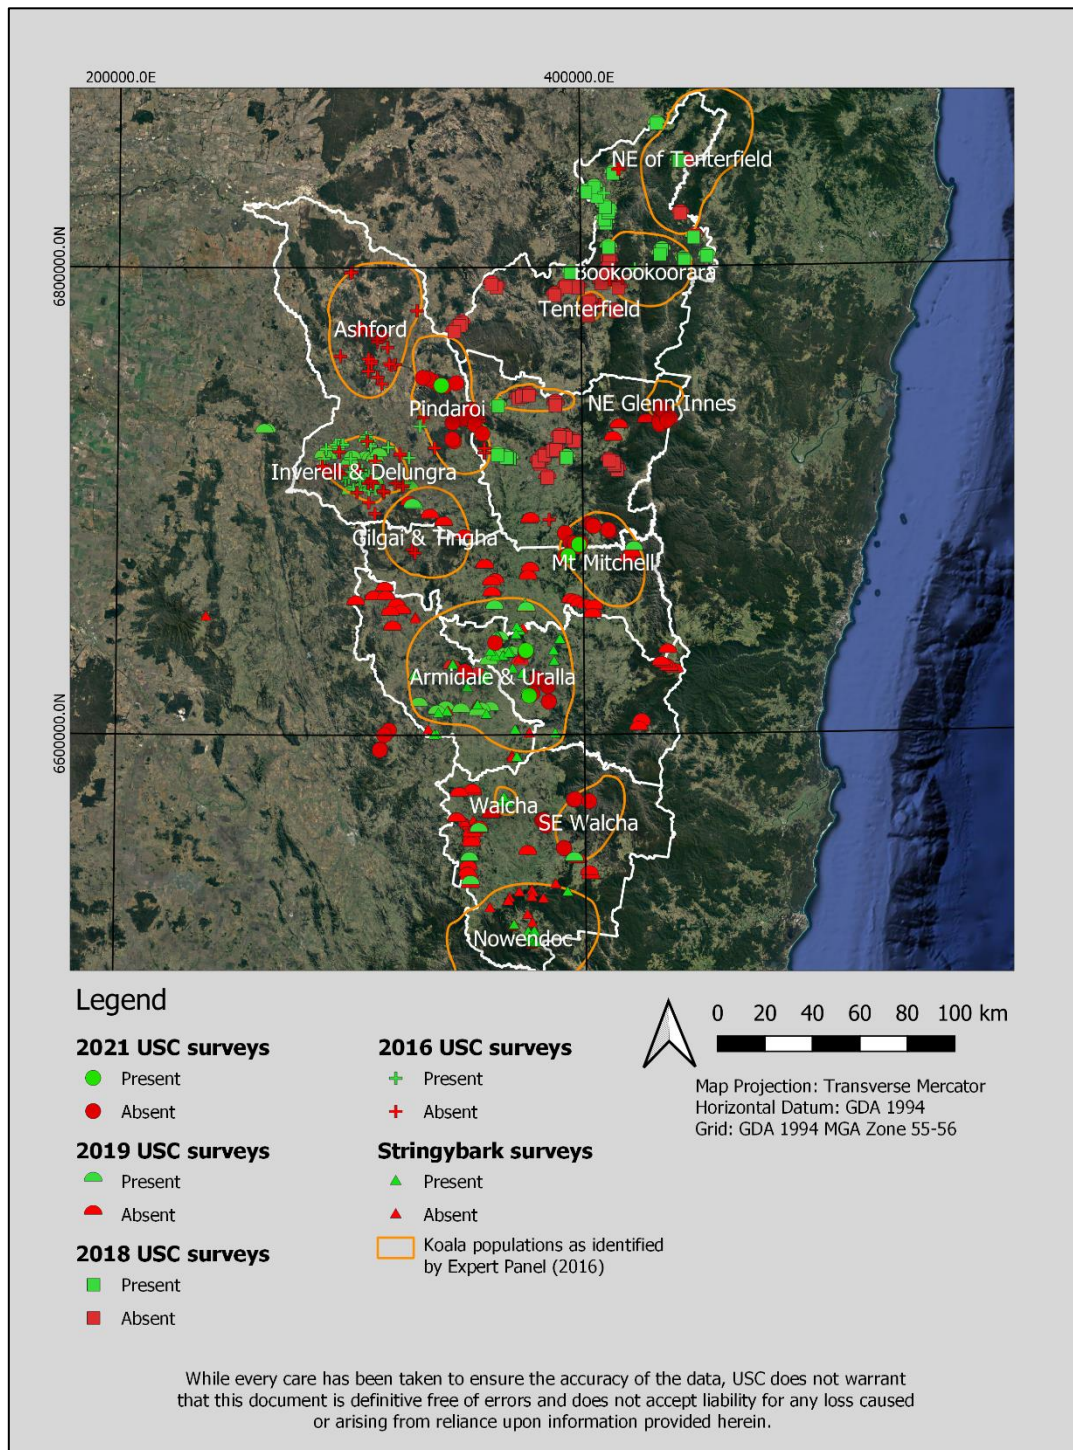 200000.0E 400000.0E
NE of Tenterfield
6800000.0N
Bookookoorara
Tenterfield
Ashford
Pindaroi
NE Glenn Innes
Inverell & Delungra
Gilgai & Tingha
Mt Mitchell
Armidale & Uralla
6600000.0N
Walcha
SE Walcha
Nowendoc
Legend
2021 USC surveys
Present
Absent
2019 USC surveys
Present
Absent
2018 USC surveys
Present
Absent
2016 USC surveys
Present
Absent
Stringybark surveys
Present
Absent
Koala populations as identified
by Expert Panel (2016)
0 20 40 60 80 100 km
Map Projection: Transverse Mercator
Horizontal Datum: GDA 1994
Grid: GDA 1994 MGA Zone 55-56
While every care has been taken to ensure the accuracy of the data, USC does not warrant
that this document is definitive free of errors and does not accept liability for any loss caused
or arising from reliance upon information provided herein.